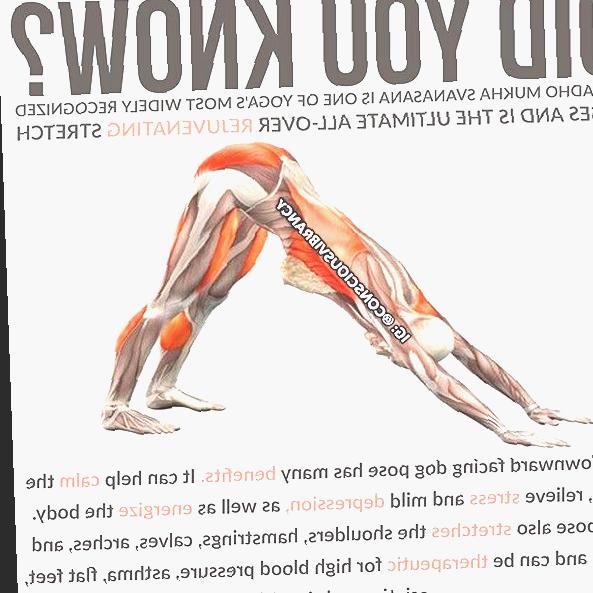 DID YOU KNOW?
ADHO MUKHA SVANASANA IS ONE OF YOGA'S MOST WIDELY RECOGNIZED
ES AND IS THE ULTIMATE ALL-OVER REJUVENATING STRETCH
IG: @CONSCIOUSVIBRANCY
ownward facing dog pose has many benefits. It can help calm the
, relieve stress and mild depression, as well as energize the body.
pose also stretches the shoulders, hamstrings, calves, arches, and
and can be therapeutic for high blood pressure, asthma, flat feet,